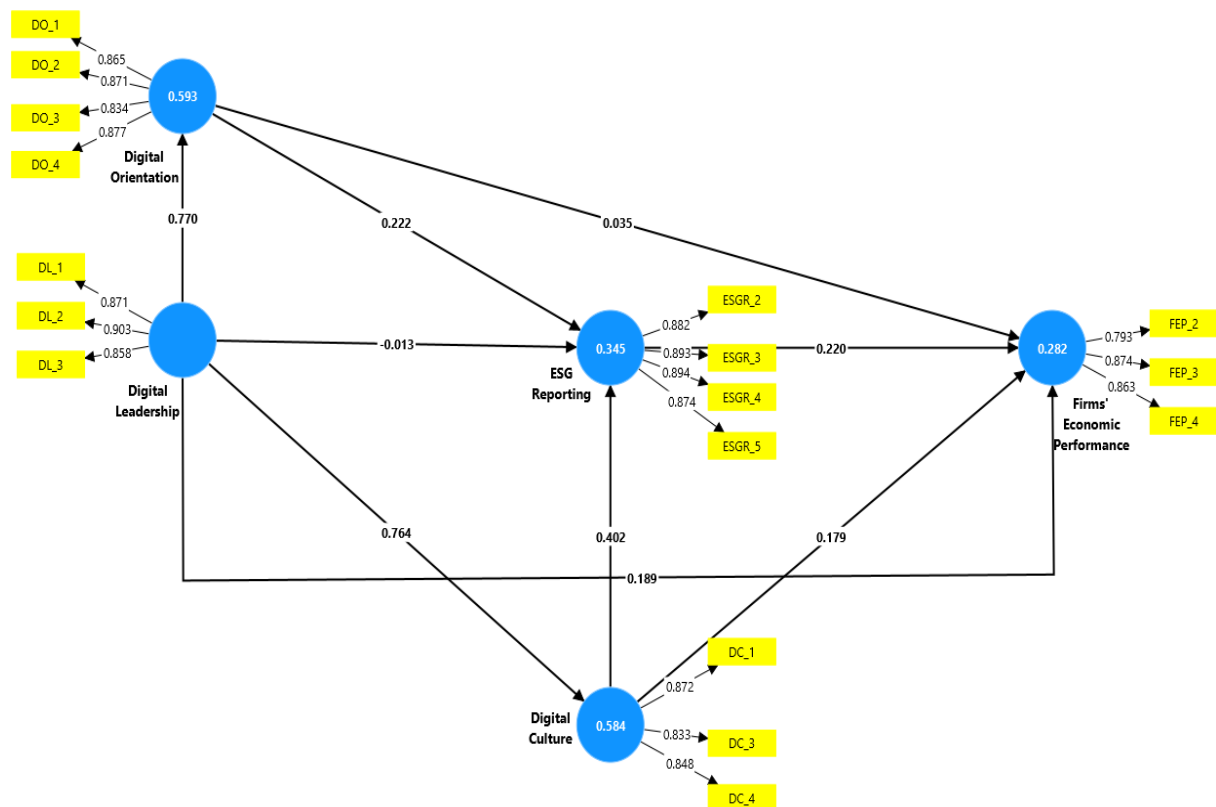 DO_1
0.865
DO_2
0.871
DO_3
0.834
DO_4
0.877
0.593
Digital
Orientation
0.770
0.222
0.035
DL_1
0.871
DL_2
0.903
DL_3
0.858
Digital
Leadership
-0.013
ESGR_2
0.882
ESGR_3
0.893
ESGR_4
0.894
ESGR_5
0.874
0.345
ESG
Reporting
0.220
0.282
Firms'
Economic
Performance
FEP_2
0.793
FEP_3
0.874
FEP_4
0.863
0.764
0.402
0.179
0.189
DC_1
0.872
DC_3
0.833
DC_4
0.848
0.584
Digital
Culture